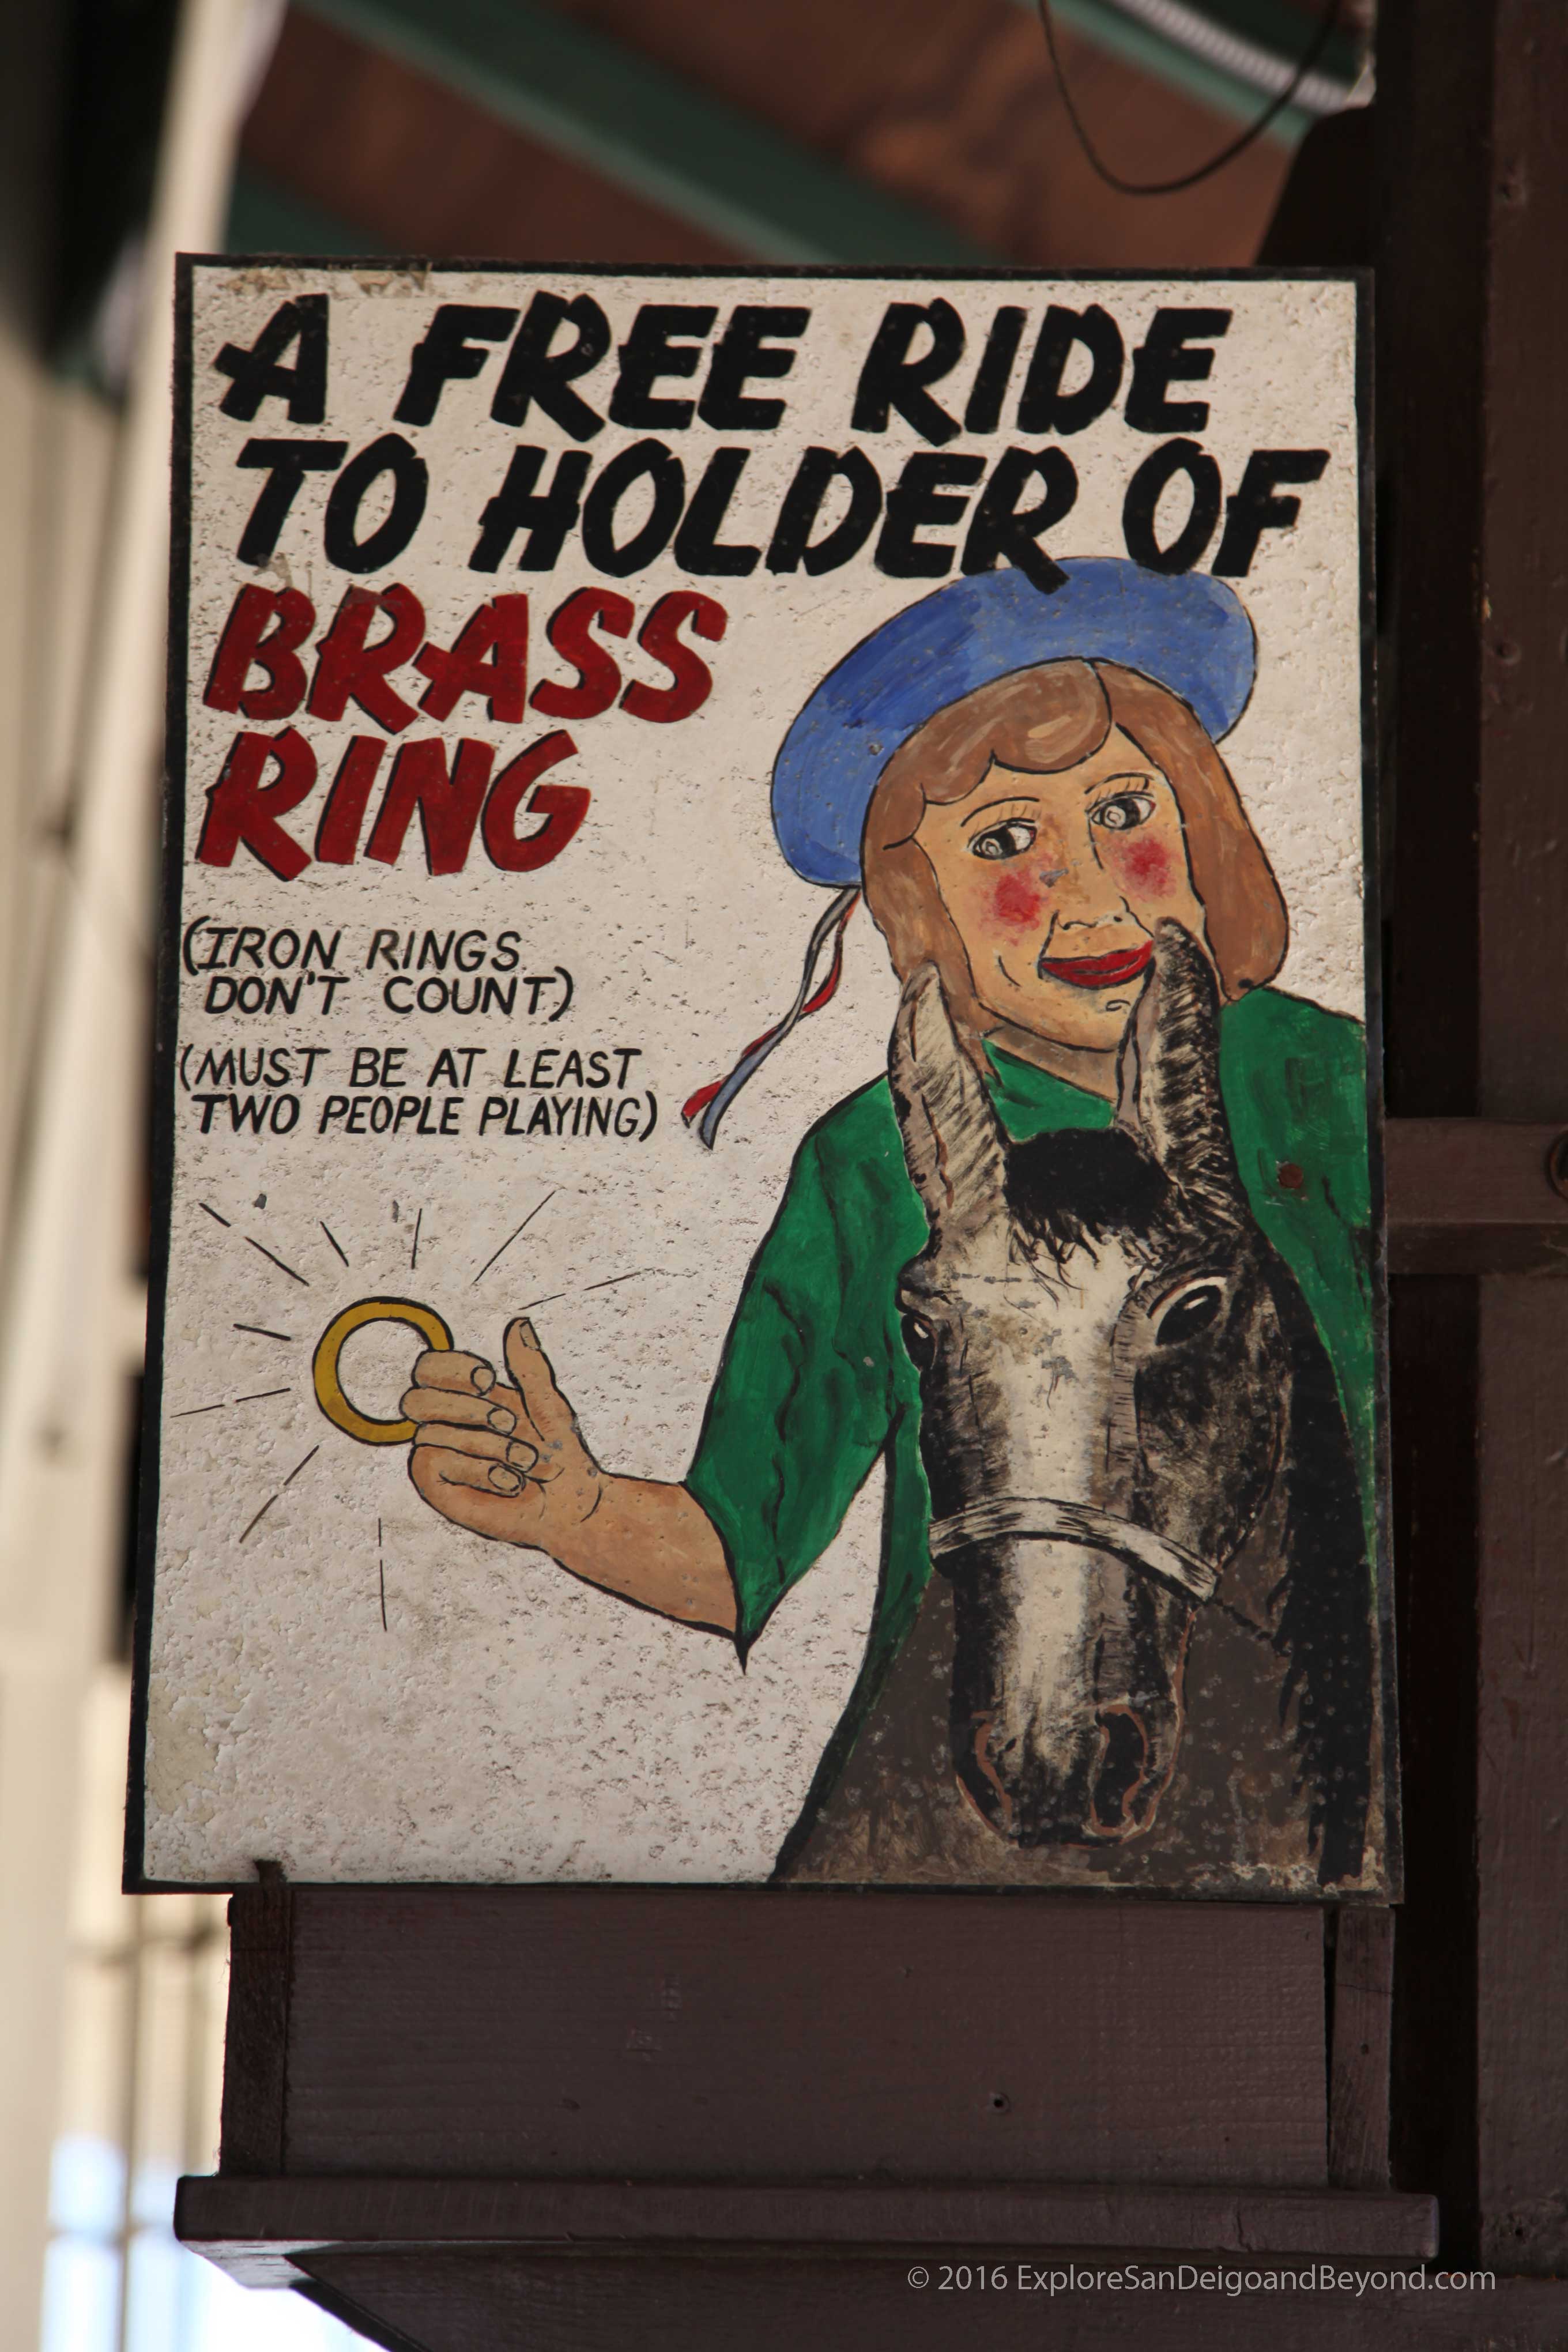 A FREE RIDE
TO HOLDER OF
BRASS
RING
(IRON RINGS
DON'T COUNT)
(MUST BE AT LEAST
TWO PEOPLE PLAYING)
© 2016 ExploreSanDeigoandBeyond.com